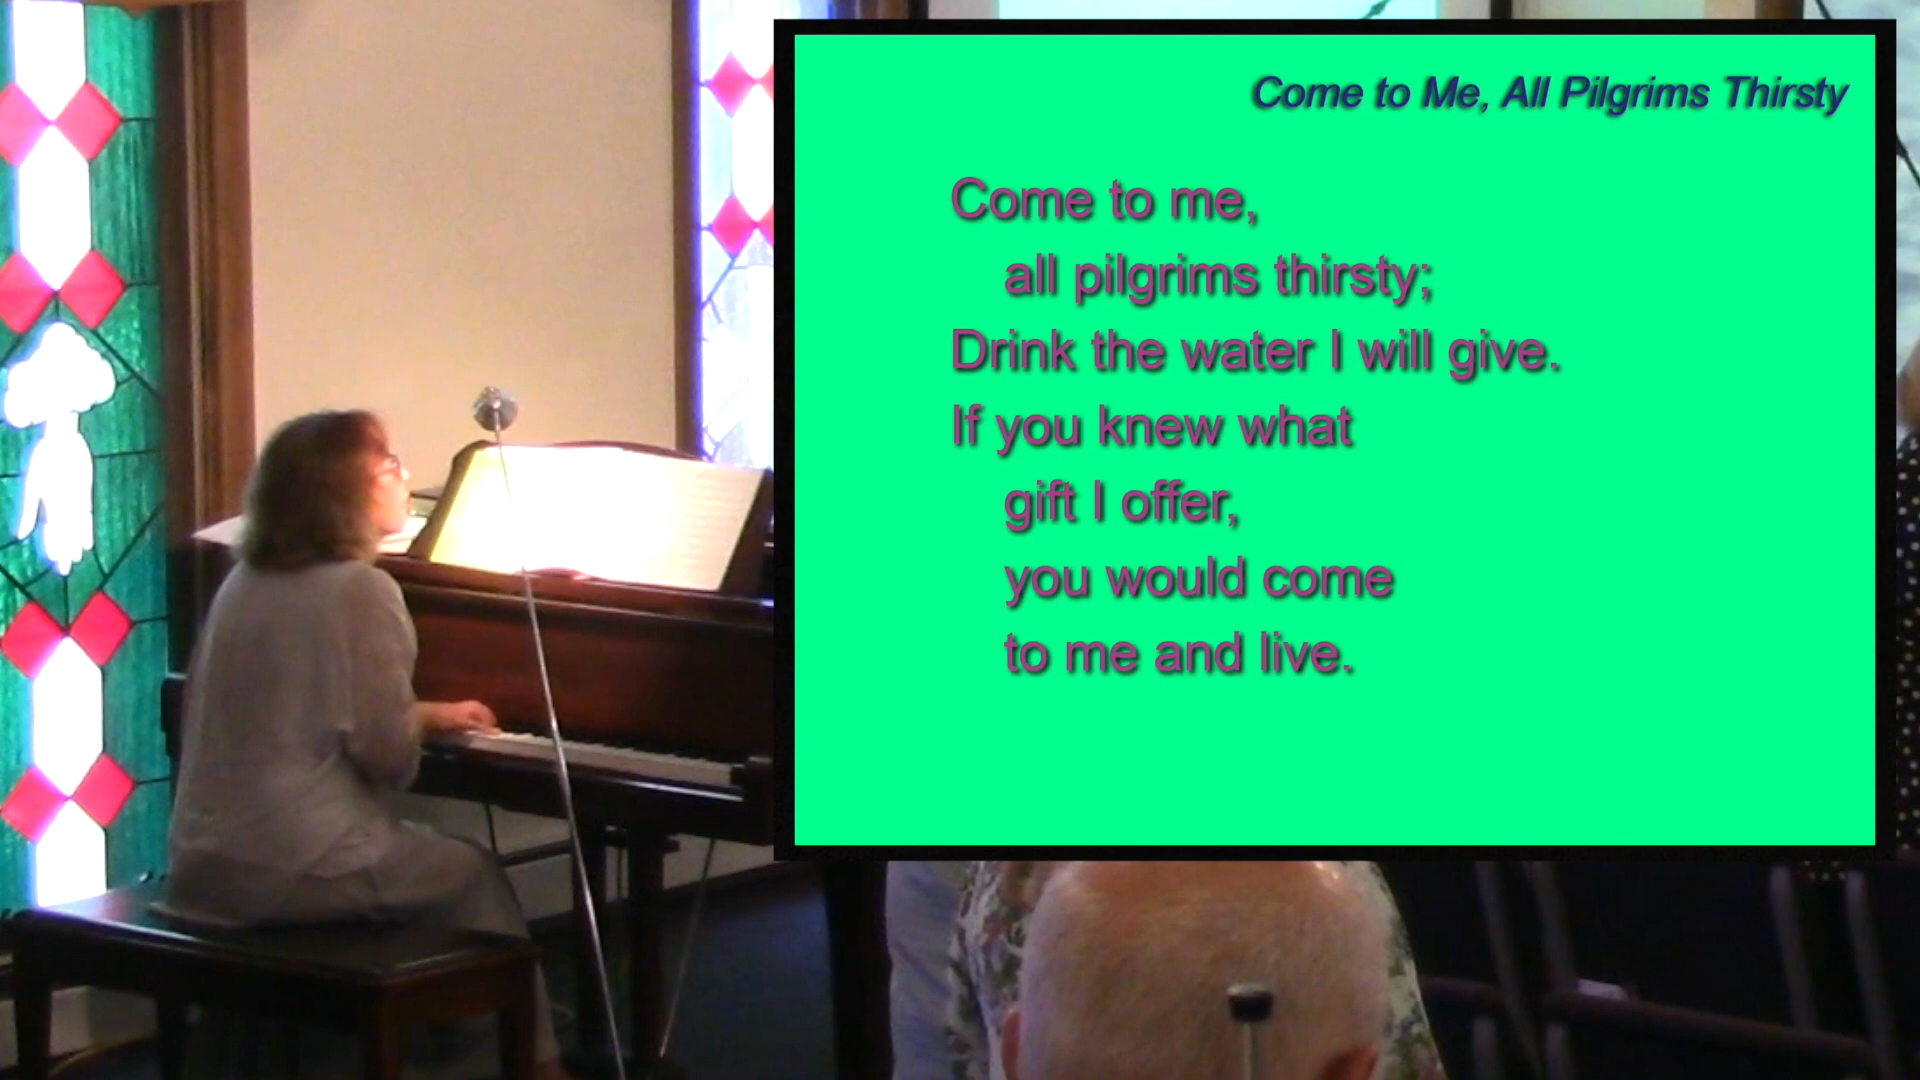 Come to Me, All Pilgrims Thirsty
Come to me,
all pilgrims thirsty;
Drink the water I will give.
If you knew what
gift I offer,
you would come
to me and live.